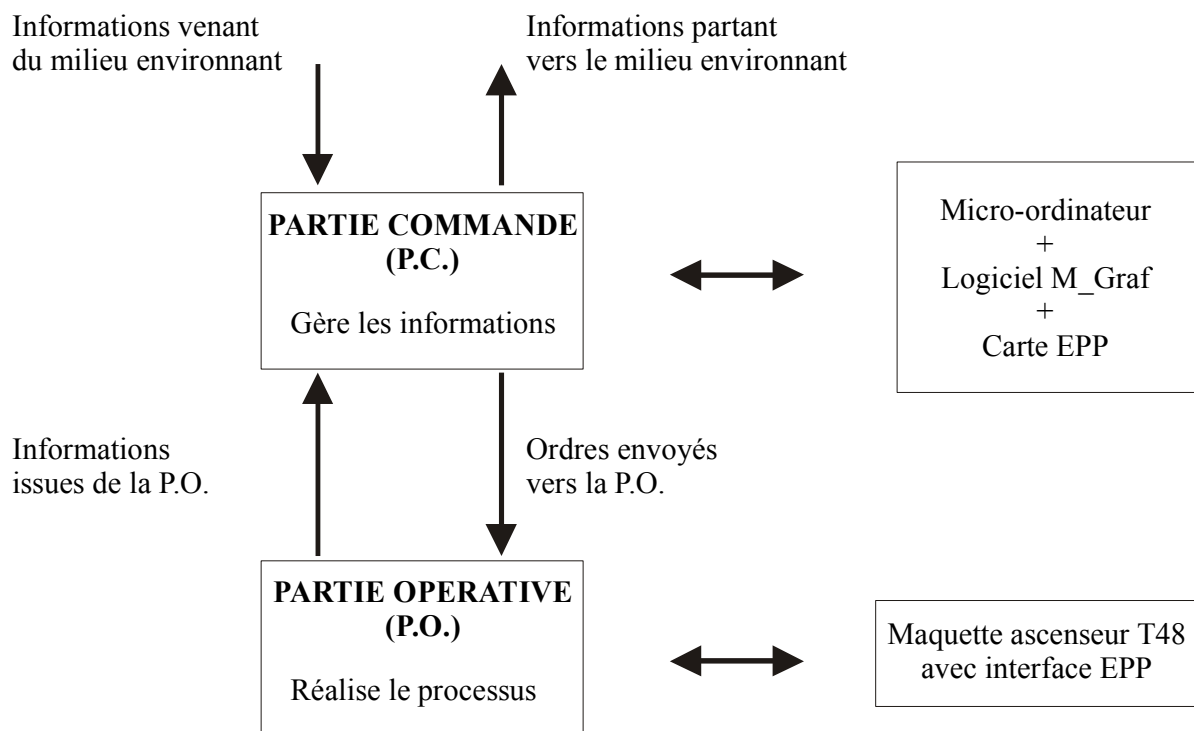 Informations venant
du milieu environnant
Informations partant
vers le milieu environnant
PARTIE COMMANDE
(P.C.)
Gère les informations
Micro-ordinateur
+
Logiciel M_Graf
+
Carte EPP
Informations
issues de la P.O.
Ordres envoyés
vers la P.O.
PARTIE OPERATIVE
(P.O.)
Réalise le processus
Maquette ascenseur T48
avec interface EPP